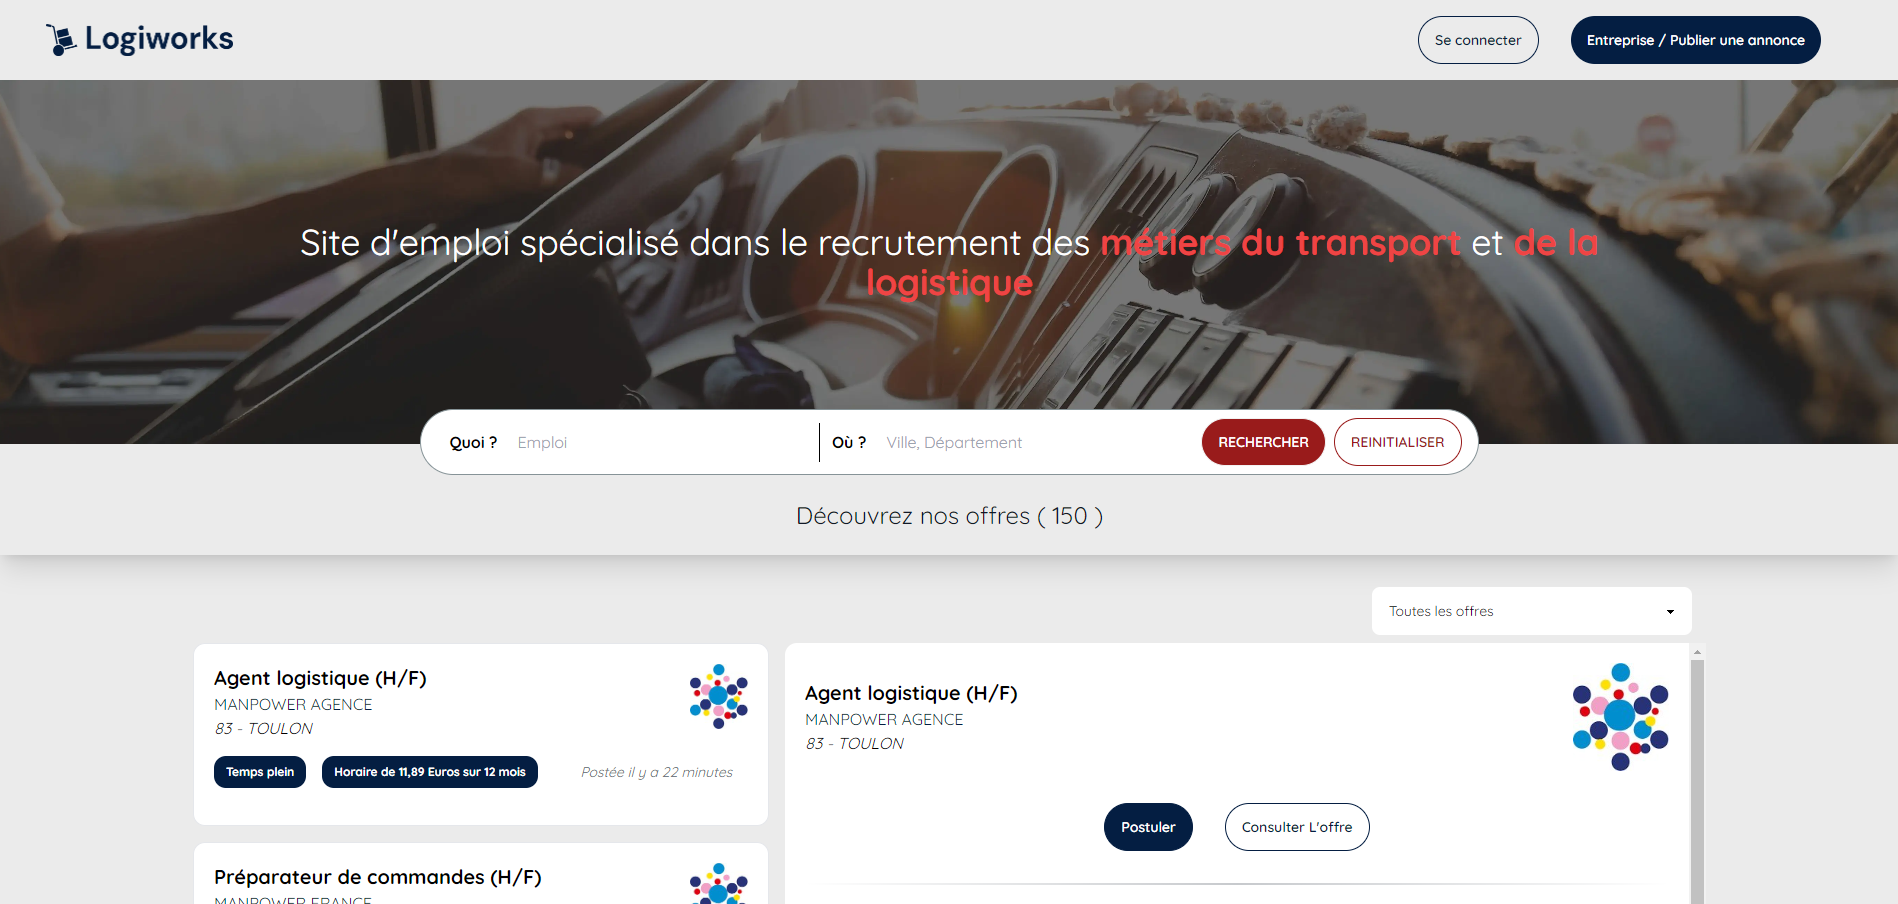 Logiworks
Se connecter
Entreprise / Publier une annonce
Site d'emploi spécialisé dans le recrutement des métiers du transport et de la
logistique
Quoi ? Emploi
Où ? Ville, Département
RECHERCHER
REINITIALISER
Découvrez nos offres ( 150 )
Toutes les offres
Agent logistique (H/F)
MANPOWER AGENCE
83 - TOULON
Temps plein
Horaire de 11,89 Euros sur 12 mois
Postée il y a 22 minutes
Préparateur de commandes (H/F)
MANPOWER FRANCE
Agent logistique (H/F)
MANPOWER AGENCE
83 - TOULON
Postuler
Consulter L'offre